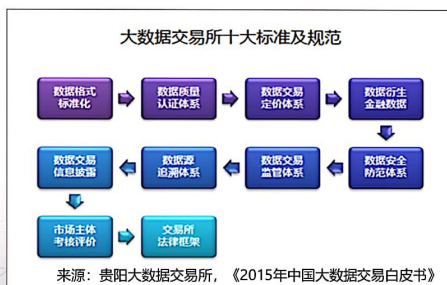 大数据交易所十大标准及规范
数据格式
标准化
数据质量
认证体系
数据交易
定价体系
数据衍生
金融数据
数据安全
防范体系
数据交易
监管体系
数据源
追溯体系
数据交易
信息披露
市场主体
考核评价
交易所
法律框架
来源：贵阳大数据交易所，《2015年中国大数据交易白皮书》